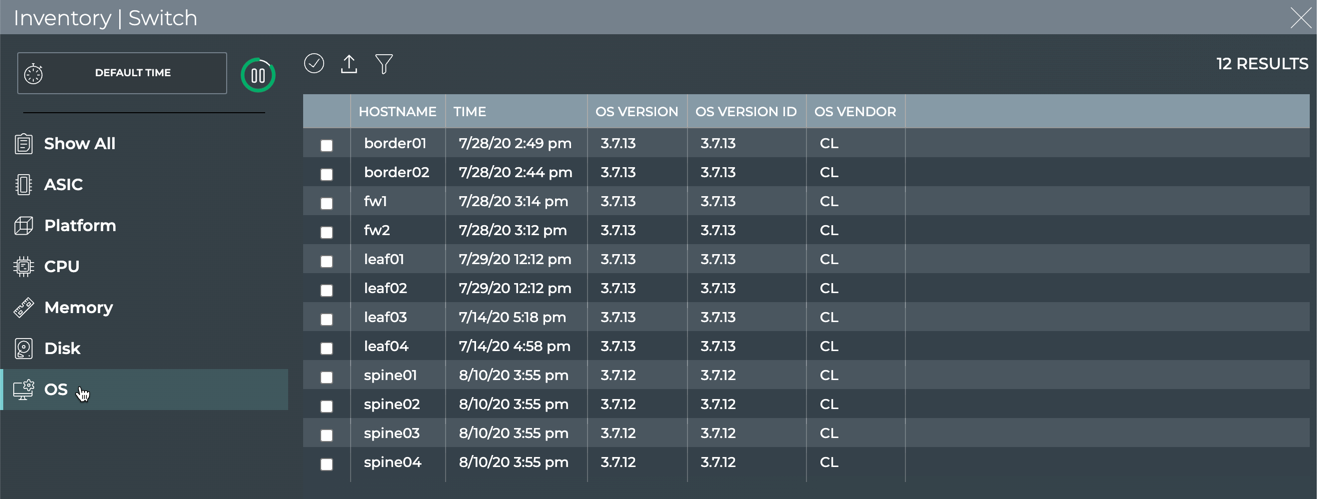 Inventory | Switch
DEFAULT TIME
12 RESULTS
Show All
ASIC
Platform
CPU
Memory
Disk
OS
HOSTNAME TIME OS VERSION OS VERSION ID OS VENDOR
border01 7/28/20 2:49 pm 3.7.13 3.7.13 CL
border02 7/28/20 2:44 pm 3.7.13 3.7.13 CL
fw1 7/28/20 3:14 pm 3.7.13 3.7.13 CL
fw2 7/28/20 3:12 pm 3.7.13 3.7.13 CL
leaf01 7/29/20 12:12 pm 3.7.13 3.7.13 CL
leaf02 7/29/20 12:12 pm 3.7.13 3.7.13 CL
leaf03 7/14/20 5:18 pm 3.7.13 3.7.13 CL
leaf04 7/14/20 4:58 pm 3.7.13 3.7.13 CL
spine01 8/10/20 3:55 pm 3.7.12 3.7.12 CL
spine02 8/10/20 3:55 pm 3.7.12 3.7.12 CL
spine03 8/10/20 3:55 pm 3.7.12 3.7.12 CL
spine04 8/10/20 3:55 pm 3.7.12 3.7.12 CL